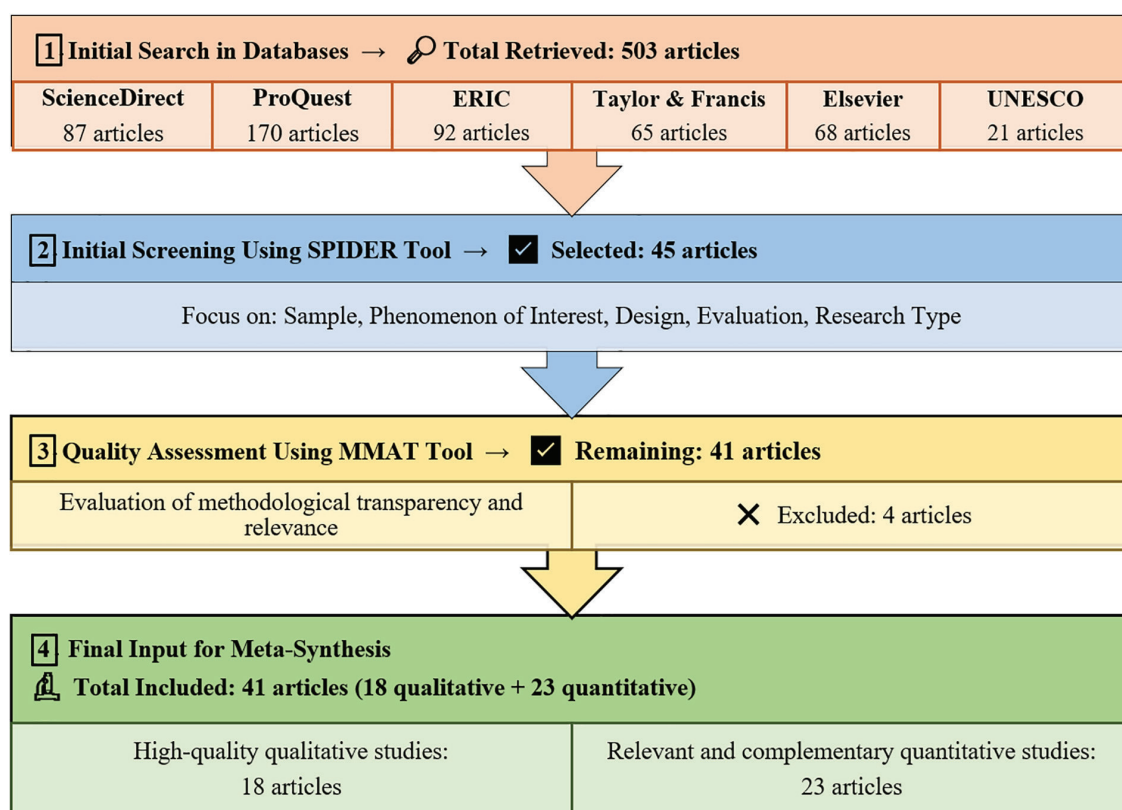 1 Initial Search in Databases → Total Retrieved: 503 articles
ScienceDirect ProQuest ERIC Taylor & Francis Elsevier UNESCO
87 articles 170 articles 92 articles 65 articles 68 articles 21 articles
2 Initial Screening Using SPIDER Tool → Selected: 45 articles
Focus on: Sample, Phenomenon of Interest, Design, Evaluation, Research Type
3 Quality Assessment Using MMAT Tool → Remaining: 41 articles
Evaluation of methodological transparency and
relevance
Excluded: 4 articles
4 Final Input for Meta-Synthesis
Total Included: 41 articles (18 qualitative + 23 quantitative)
High-quality qualitative studies:
18 articles
Relevant and complementary quantitative studies:
23 articles